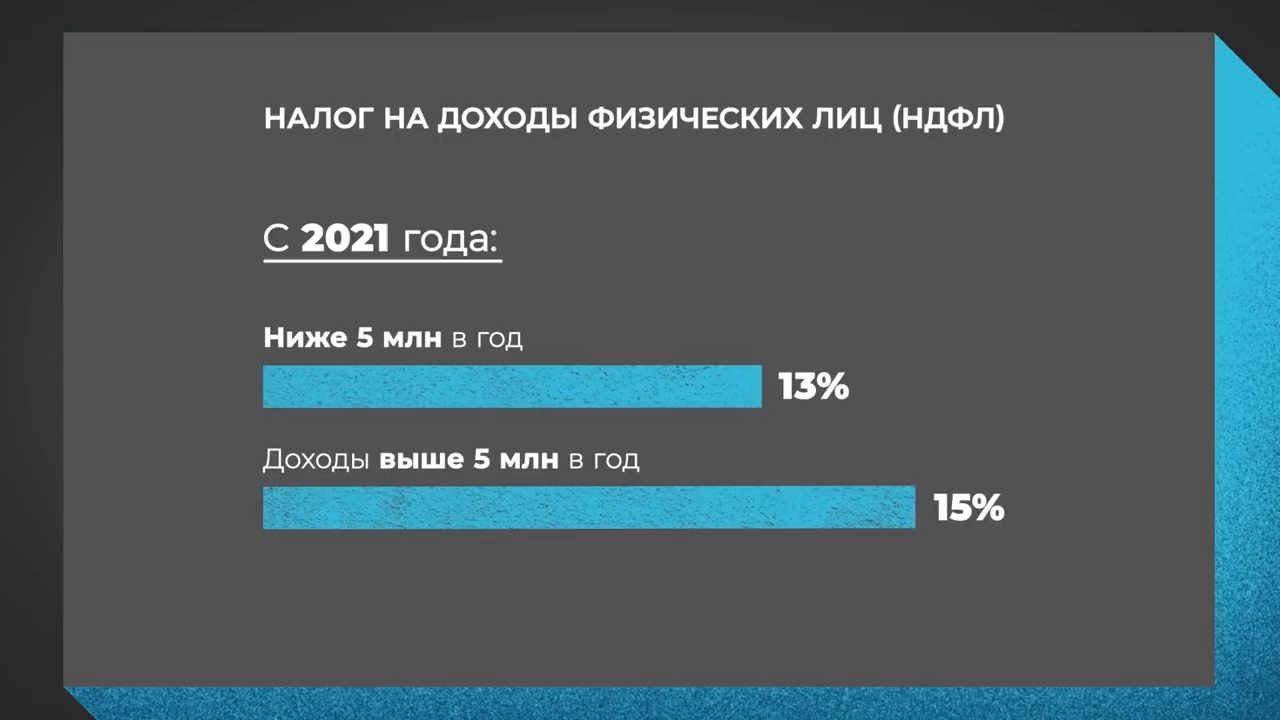 НАЛОГ НА ДОХОДЫ ФИЗИЧЕСКИХ ЛИЦ (НДФЛ)
С 2021 года:
Ниже 5 млн в год
13%
Доходы выше 5 млн в год
15%